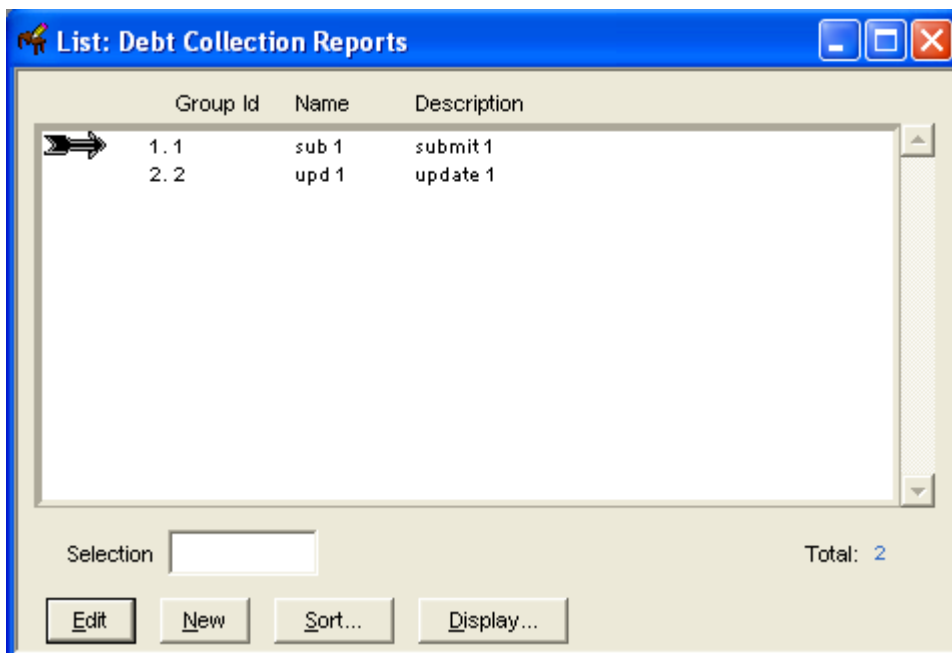 List: Debt Collection Reports
Group Id Name Description
1. 1 sub 1 submit 1
2. 2 upd 1 update 1
Selection Total: 2
Edit New Sort... Display...